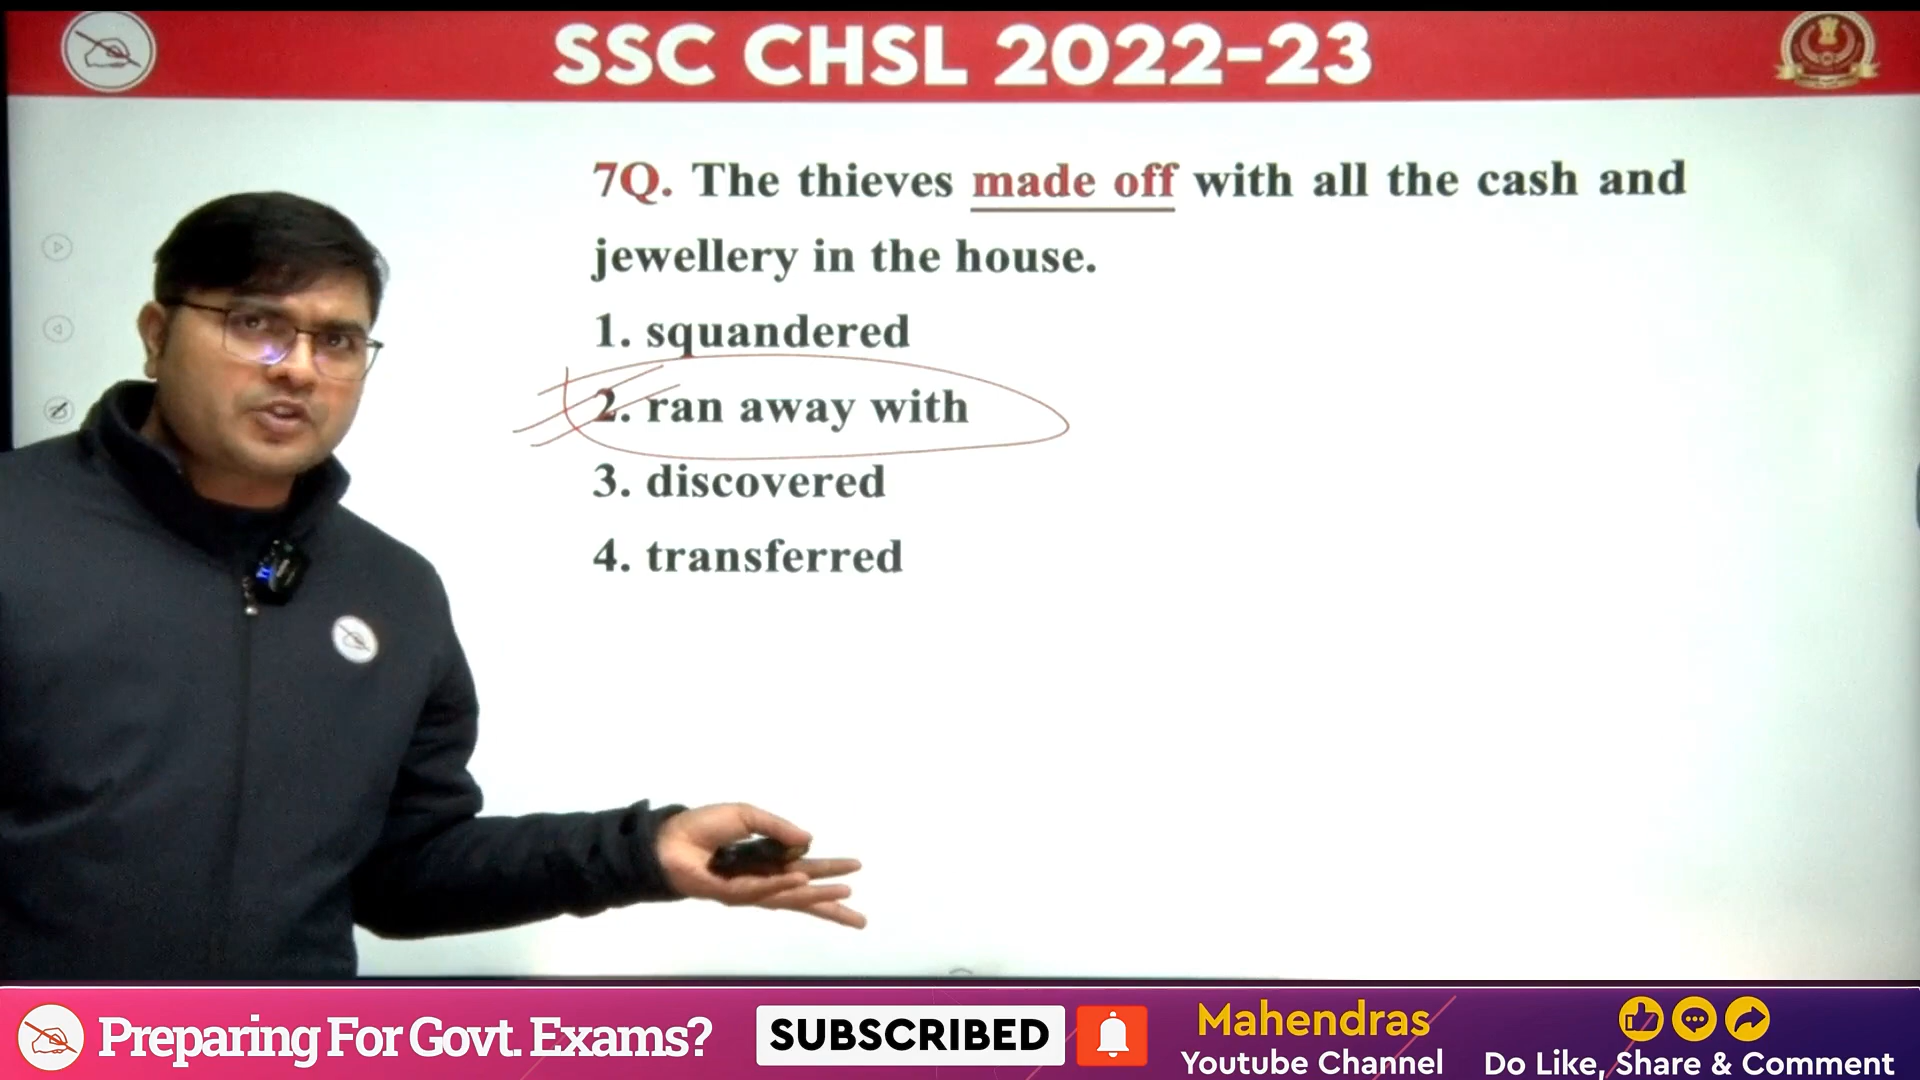 SSC CHSL 2022-23
7Q. The thieves made off with all the cash and
jewellery in the house.
1. squandered
2. ran away with
3. discovered
4. transferred
Preparing For Govt. Exams?
SUBSCRIBED
Mahendras
Youtube Channel
Do Like, Share & Comment